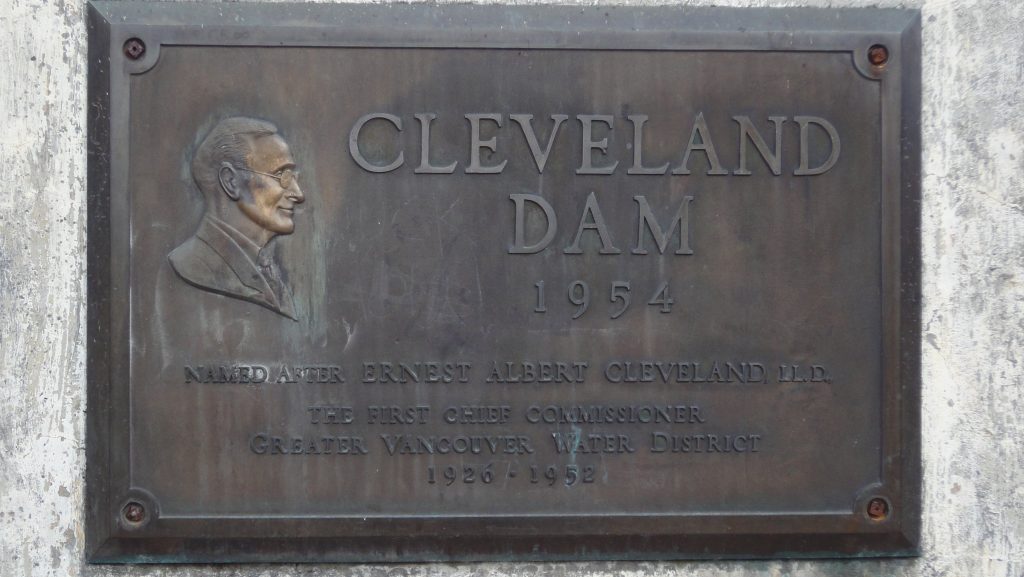 CLEVELAND
DAM
1954
NAMED AFTER ERNEST ALBERT CLEVELAND, LL.D.,
THE FIRST CHIEF COMMISSIONER
GREATER VANCOUVER WATER DISTRICT
1926 - 1952